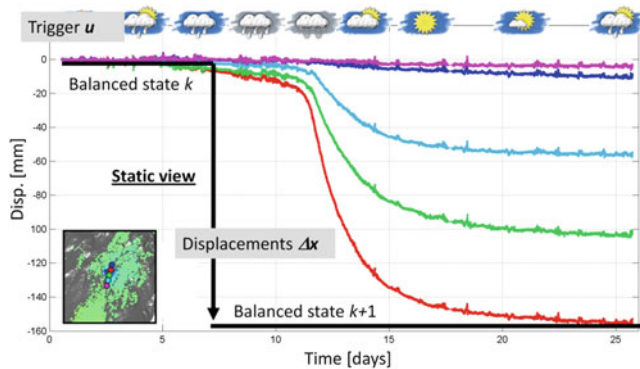 Trigger u
0
Balanced state k
-20
-40
-60
Static view
-80
Disp. [mm]
-100
Displacements Δx
-120
-140
Balanced state k+1
-160
0 5 10 15 20 25
Time [days]